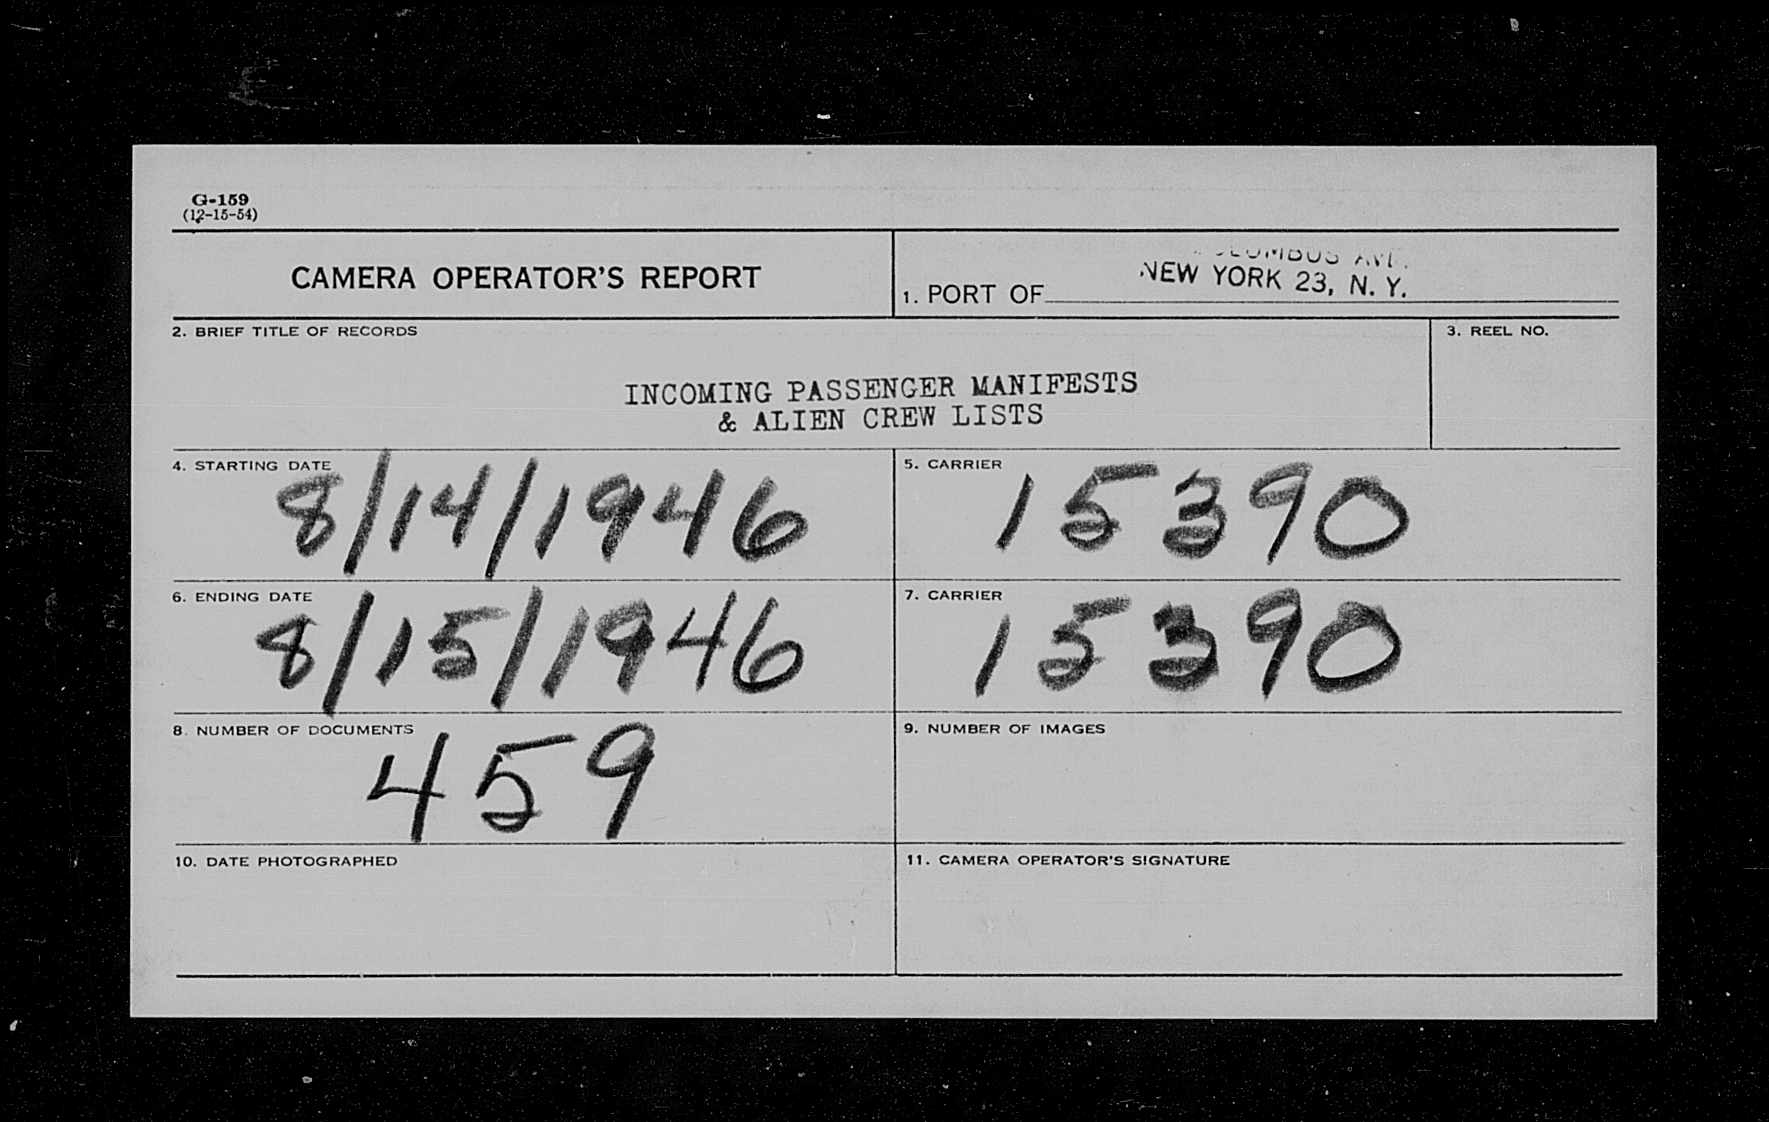 G-159
(12-15-54)
CAMERA OPERATOR'S REPORT
COLUMBUS AVE.
NEW YORK 23, N. Y.
1. PORT OF
2. BRIEF TITLE OF RECORDS
3. REEL NO.
INCOMING PASSENGER MANIFESTS
& ALIEN CREW LISTS
4. STARTING DATE
8/14/1946
5. CARRIER
15390
6. ENDING DATE
8/15/1946
7. CARRIER
15390
8. NUMBER OF DOCUMENTS
459
9. NUMBER OF IMAGES
10. DATE PHOTOGRAPHED
11. CAMERA OPERATOR'S SIGNATURE